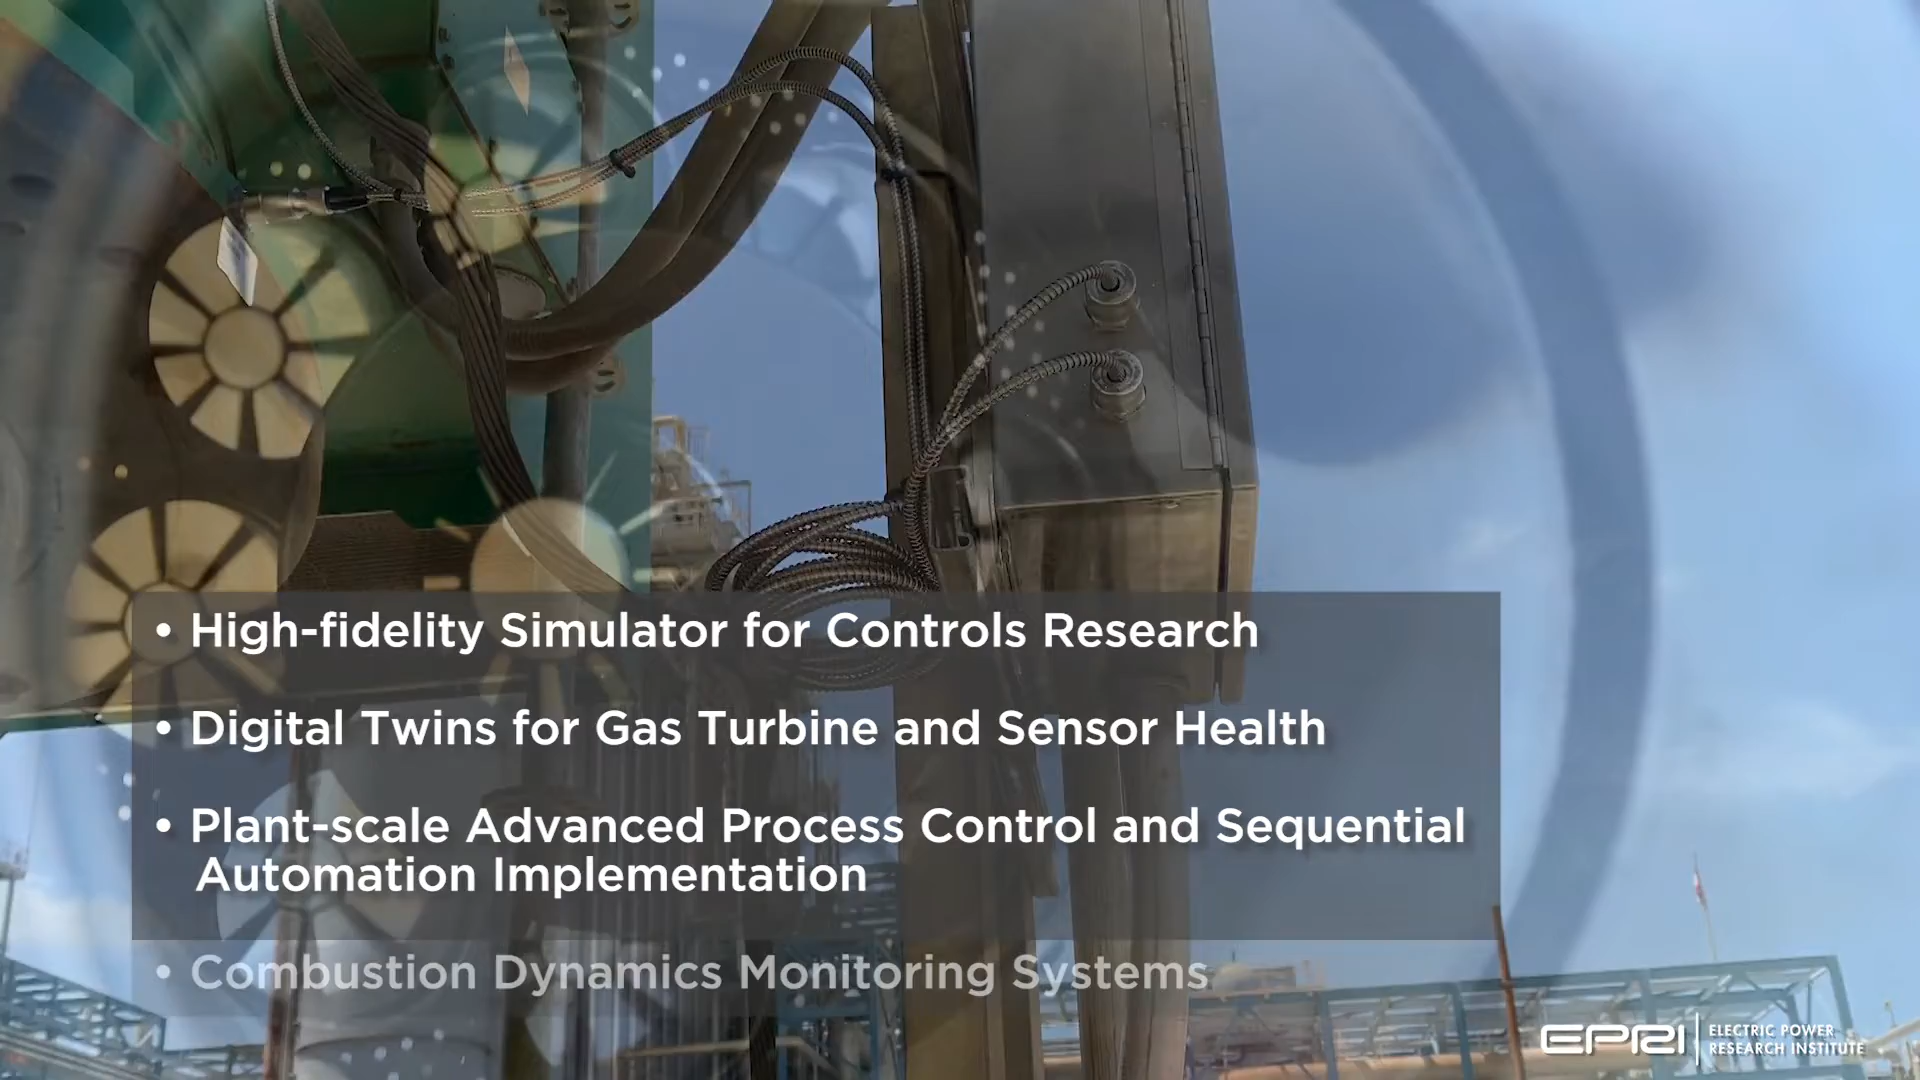 • High-fidelity Simulator for Controls Research
• Digital Twins for Gas Turbine and Sensor Health
• Plant-scale Advanced Process Control and Sequential
Automation Implementation
• Combustion Dynamics Monitoring Systems
EPRI
ELECTRIC POWER
RESEARCH INSTITUTE